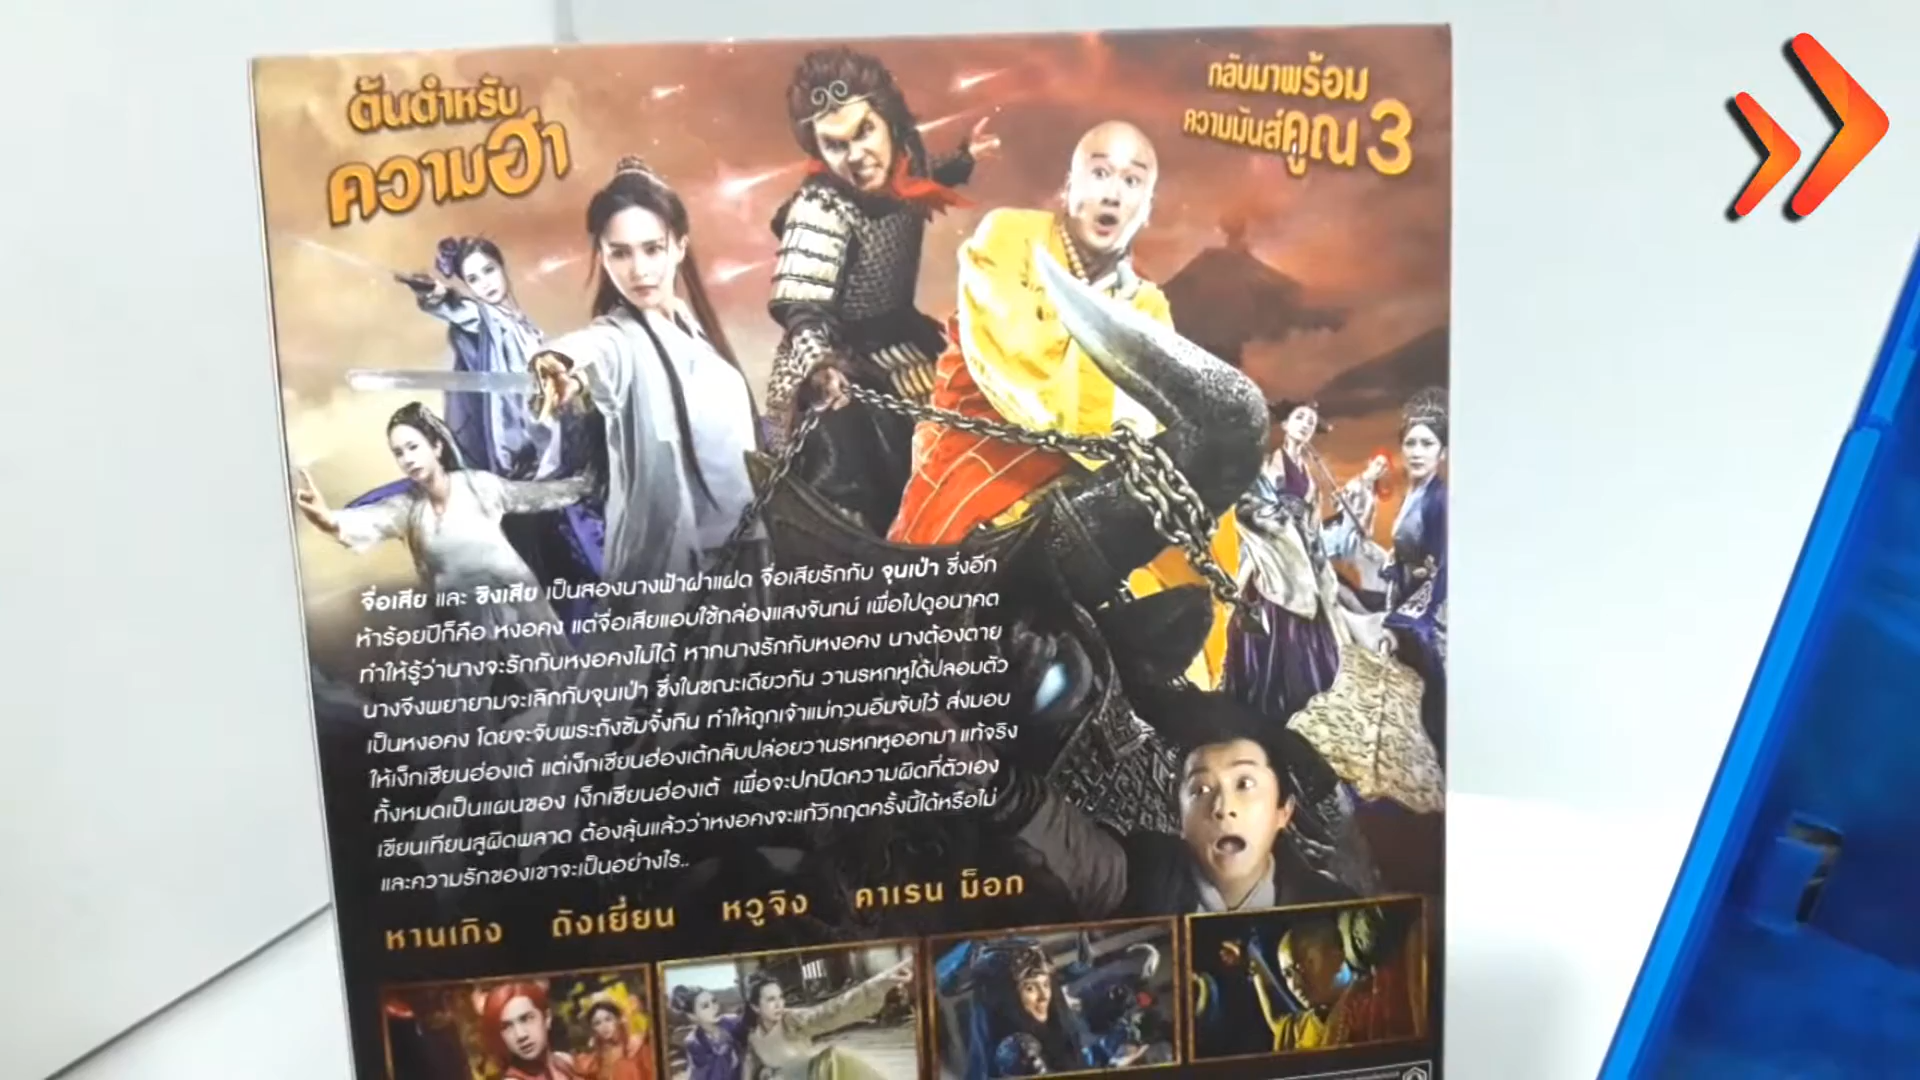 ต้นตำหรับ
ความฮา
กลับมาพร้อม
ความมันส์คูณ 3
จื่อเสีย และ ชิงเสีย เป็นสองนางฟ้าฝาแฝด จื่อเสียรักกับ จุนเป่า ซึ่งอีก
ห้าร้อยปีก็คือ หงอคง แต่จื่อเสียแอบใช้กล่องแสงจันทน์ เพื่อไปดูอนาคต
ทำให้รู้ว่านางจะรักกับหงอคงไม่ได้ หากนางรักกับหงอคง นางต้องตาย
นางจึงพยายามจะเลิกกับจุนเป่า ซึ่งในขณะเดียวกัน วานรหกหูได้ปลอมตัว
เป็นหงอคง โดยจะจับพระถังซัมจั๋งกิน ทำให้ถูกเจ้าแม่กวนอิมจับไว้ ส่งมอบ
ให้เง็กเซียนฮ่องเต้ แต่เง็กเซียนฮ่องเต้กลับปล่อยวานรหกหูออกมา แท้จริง
ทั้งหมดเป็นแผนของ เง็กเซียนฮ่องเต้ เพื่อจะปกปิดความผิดที่ตัวเอง
เขียนเทียนสูผิดพลาด ต้องลุ้นแล้วว่าหงอคงจะแก้วิกฤตครั้งนี้ได้หรือไม่
และความรักของเขาจะเป็นอย่างไร..
หานเกิง ถังเยี่ยน หวูจิง คาเรน ม็อก